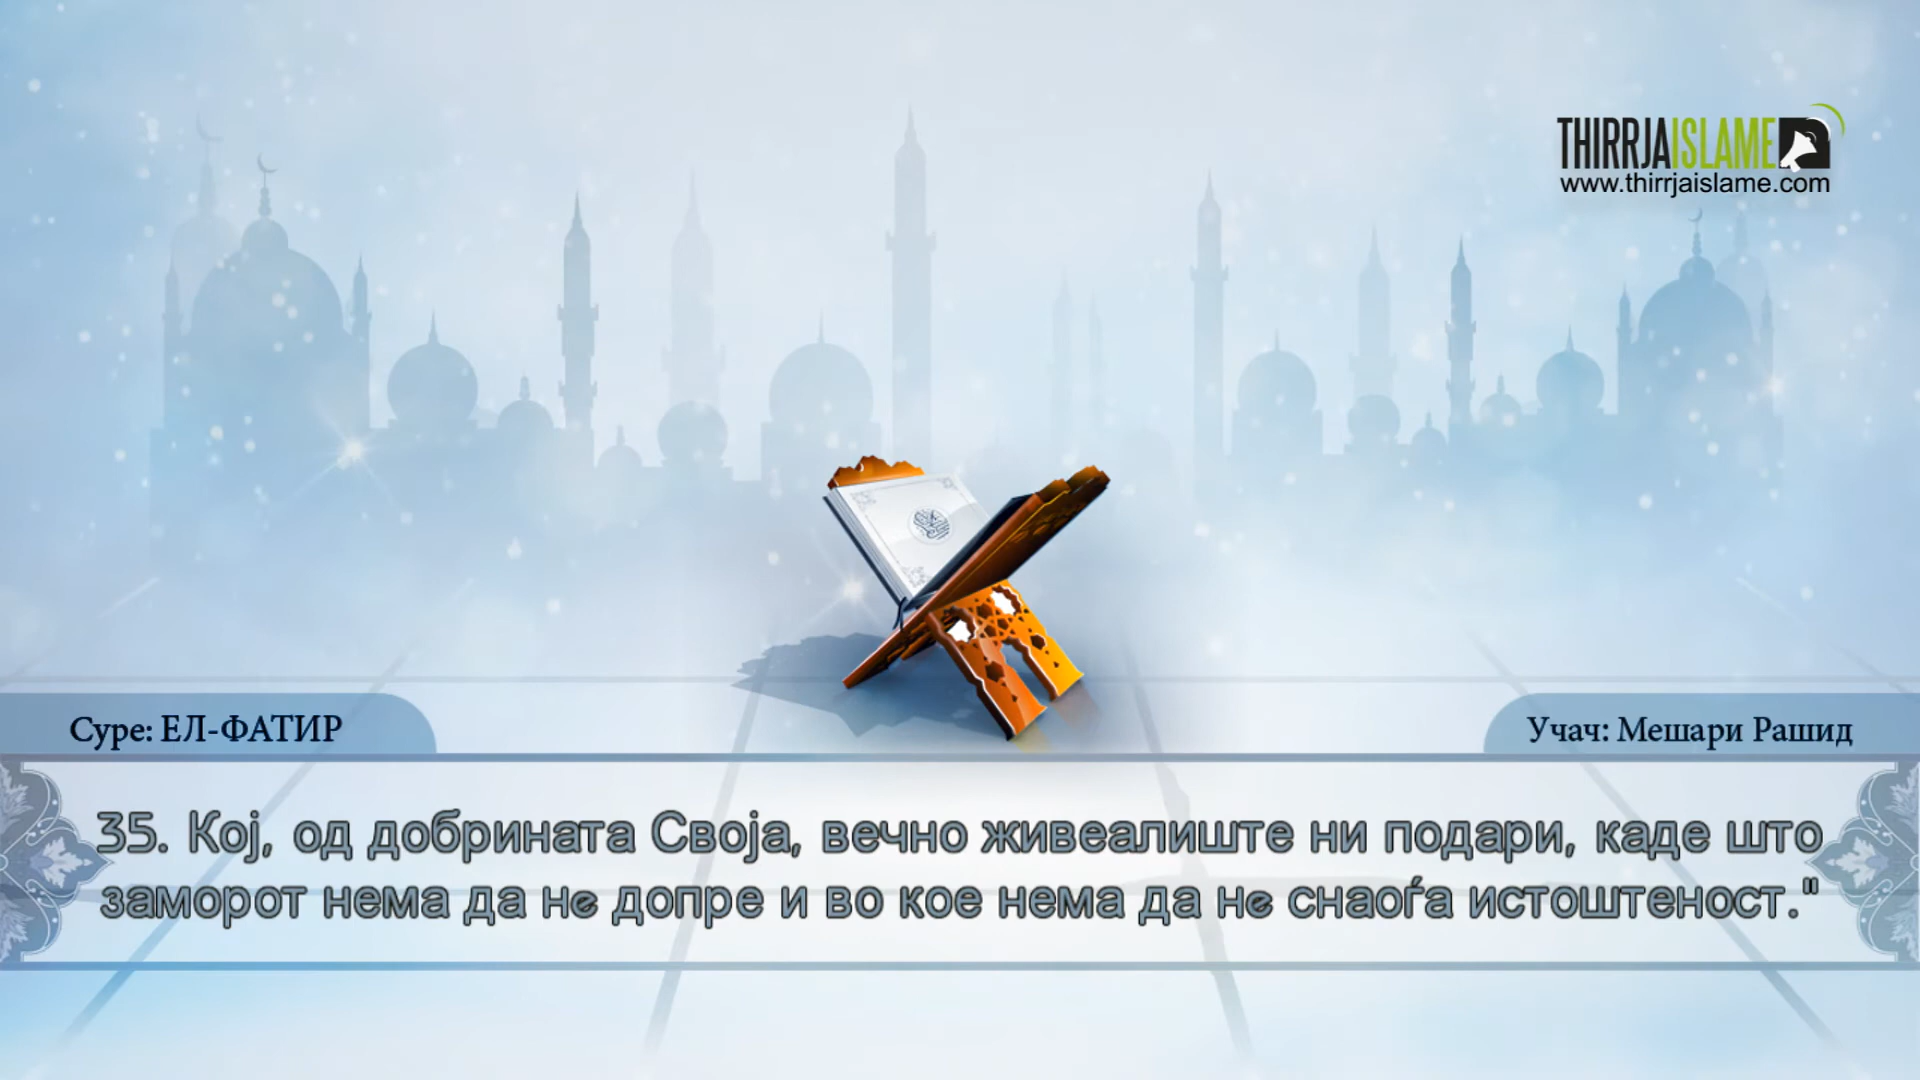 THIRRJAISLAME
www.thirrjaislame.com
Суре: ЕЛ-ФАТИР
Учач: Мешари Рашид
35. Кој, од добрината Своја, вечно живеалиште ни подари, каде што
заморот нема да не допре и во кое нема да не снаоѓа истоштеност."